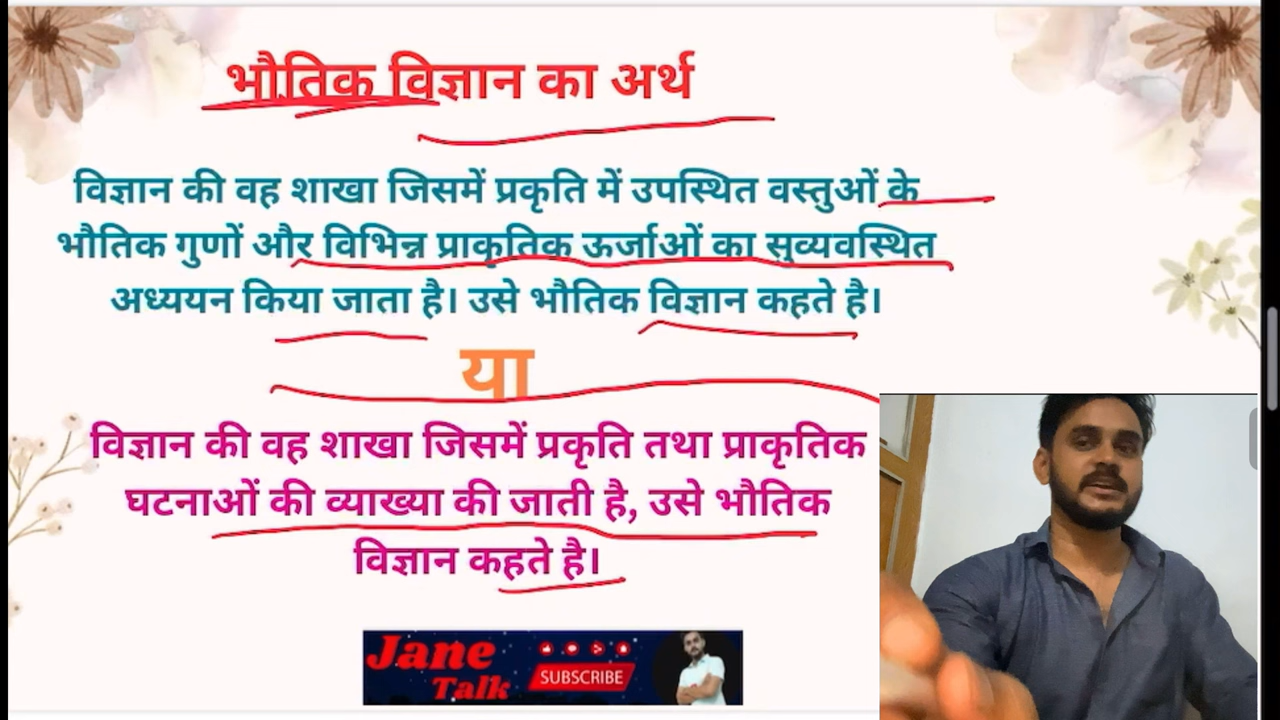 भौतिक विज्ञान का अर्थ
विज्ञान की वह शाखा जिसमें प्रकृति में उपस्थित वस्तुओं के
भौतिक गुणों और विभिन्न प्राकृतिक ऊर्जाओं का सुव्यवस्थित
अध्ययन किया जाता है। उसे भौतिक विज्ञान कहते है।
या
विज्ञान की वह शाखा जिसमें प्रकृति तथा प्राकृतिक
घटनाओं की व्याख्या की जाती है, उसे भौतिक
विज्ञान कहते है।
Jane
Talk
SUBSCRIBE